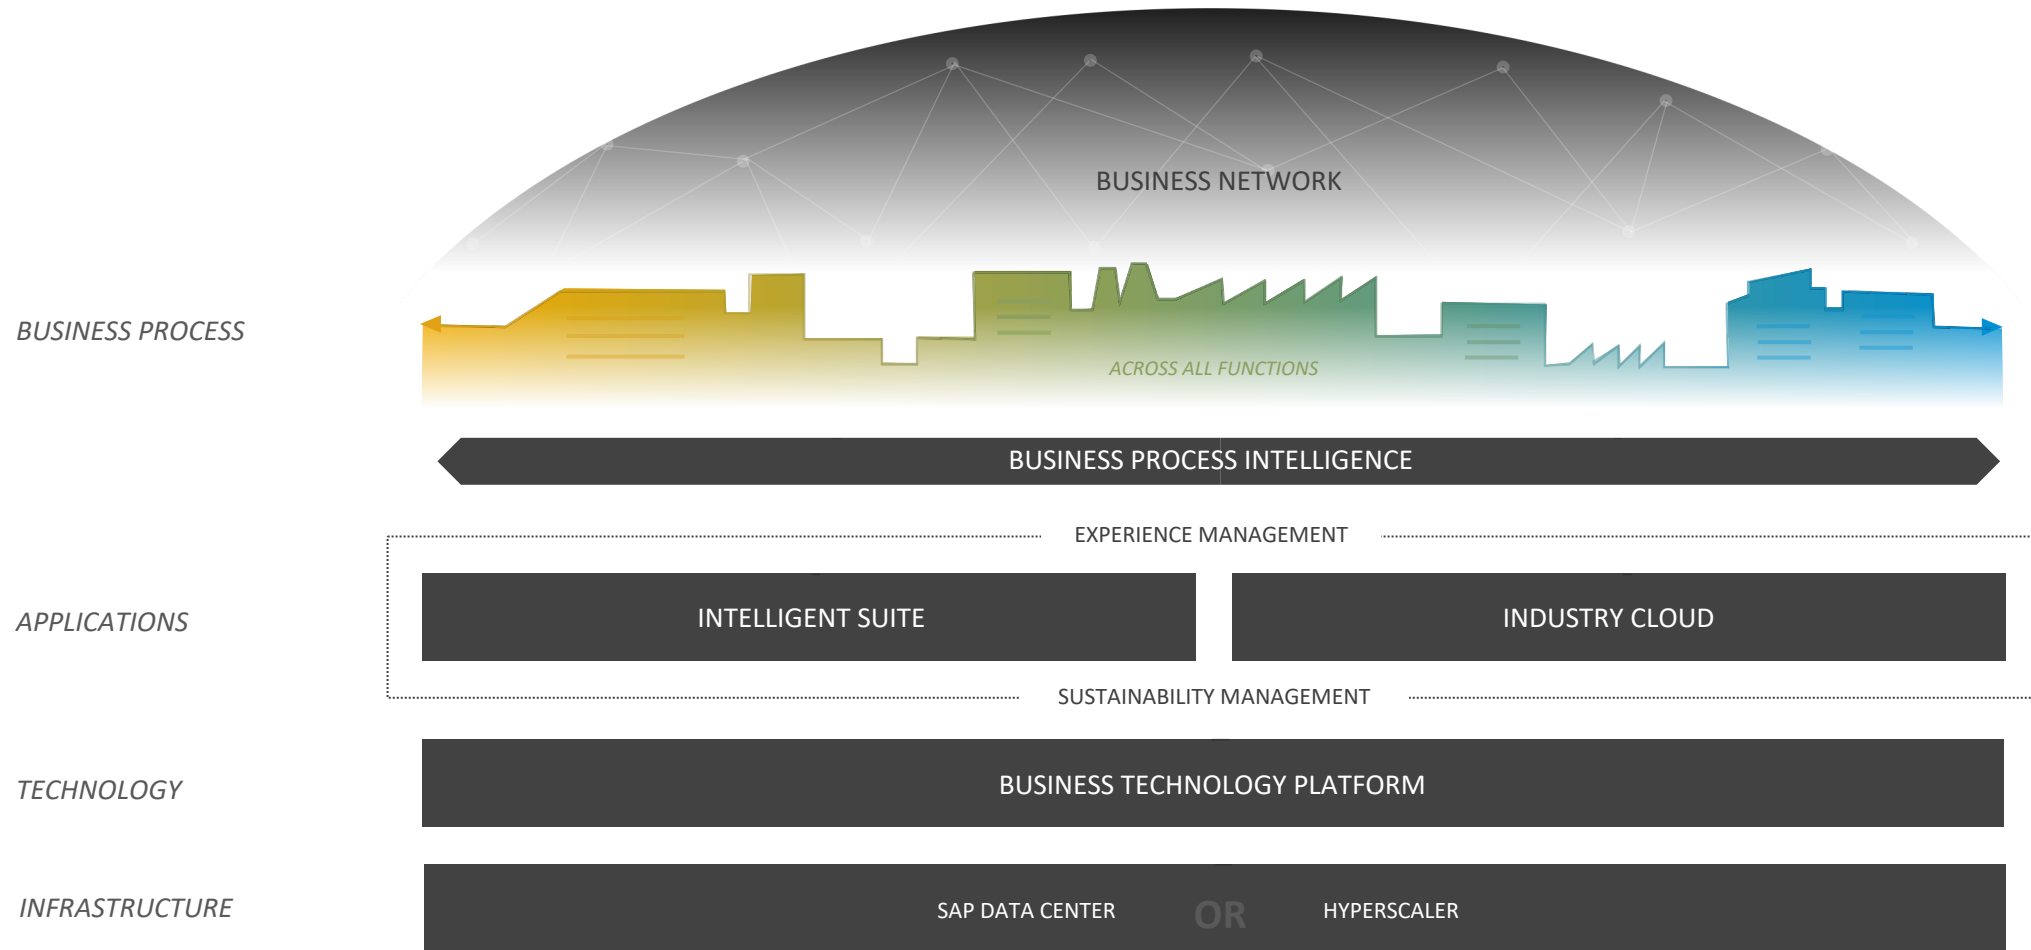 BUSINESS NETWORK
BUSINESS PROCESS
ACROSS ALL FUNCTIONS
BUSINESS PROCESS INTELLIGENCE
EXPERIENCE MANAGEMENT
APPLICATIONS
INTELLIGENT SUITE
INDUSTRY CLOUD
SUSTAINABILITY MANAGEMENT
TECHNOLOGY
BUSINESS TECHNOLOGY PLATFORM
INFRASTRUCTURE
SAP DATA CENTER OR HYPERSCALER